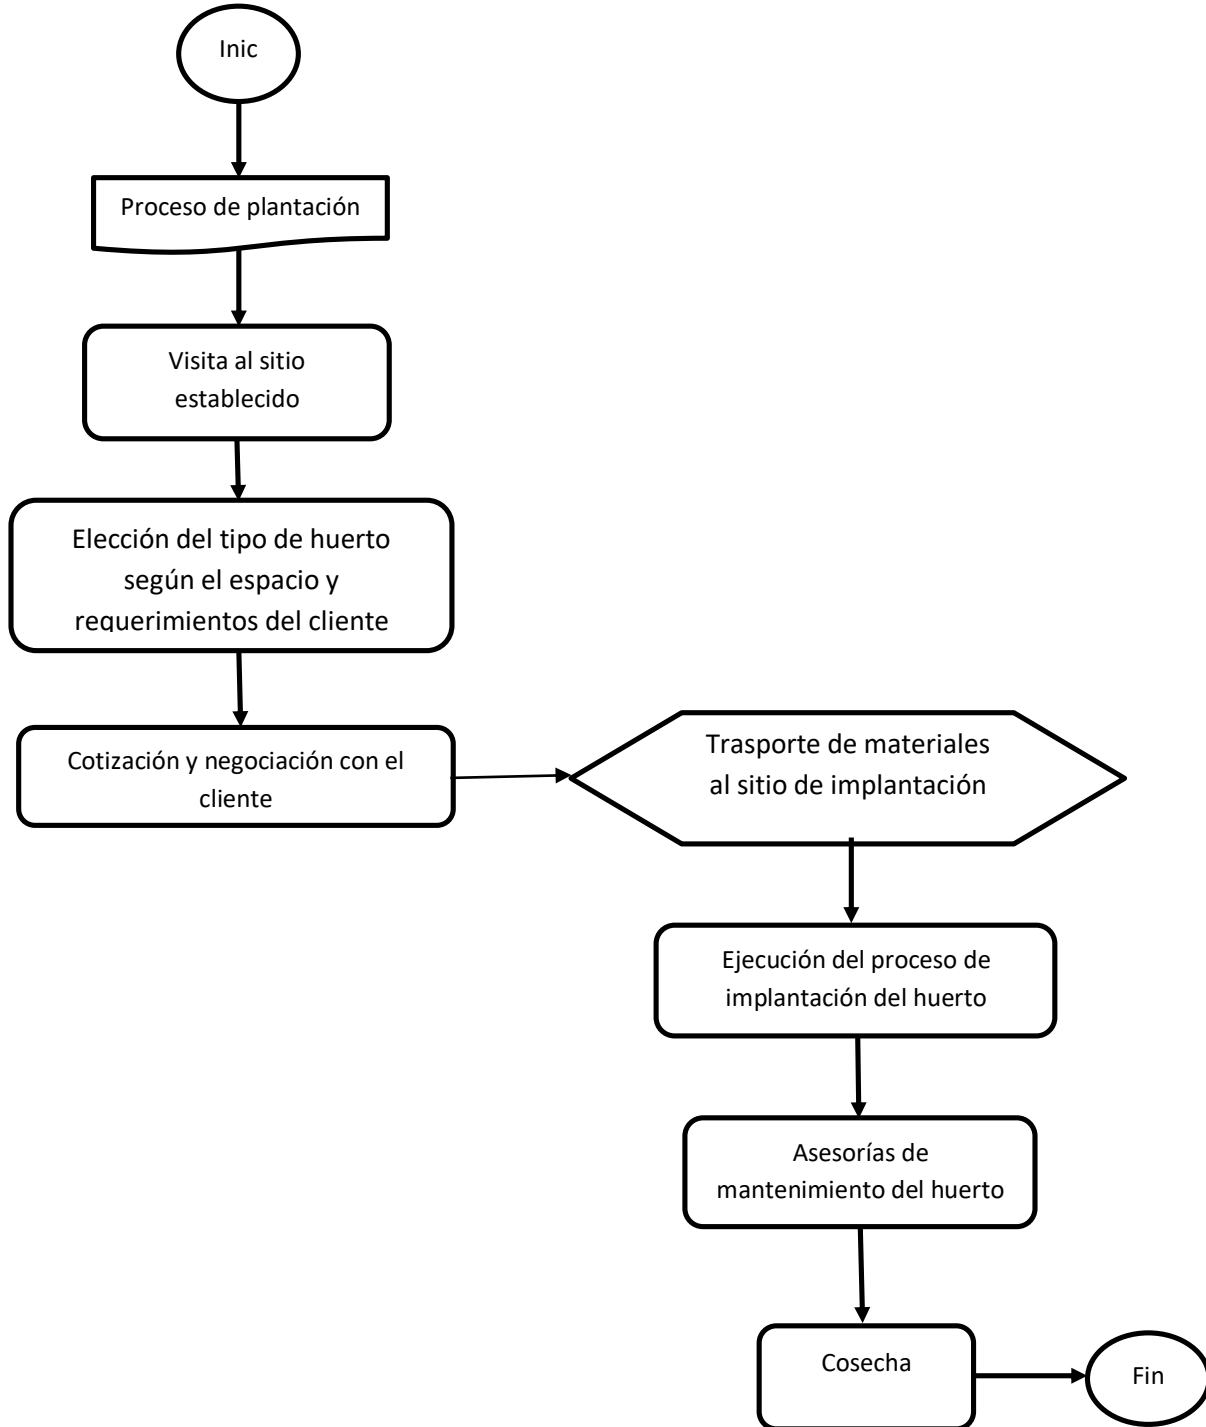 Inic
Proceso de plantación
Visita al sitio
establecido
Elección del tipo de huerto
según el espacio y
requerimientos del cliente
Cotización y negociación con el
cliente
Trasporte de materiales
al sitio de implantación
Ejecución del proceso de
implantación del huerto
Asesorías de
mantenimiento del huerto
Cosecha
Fin